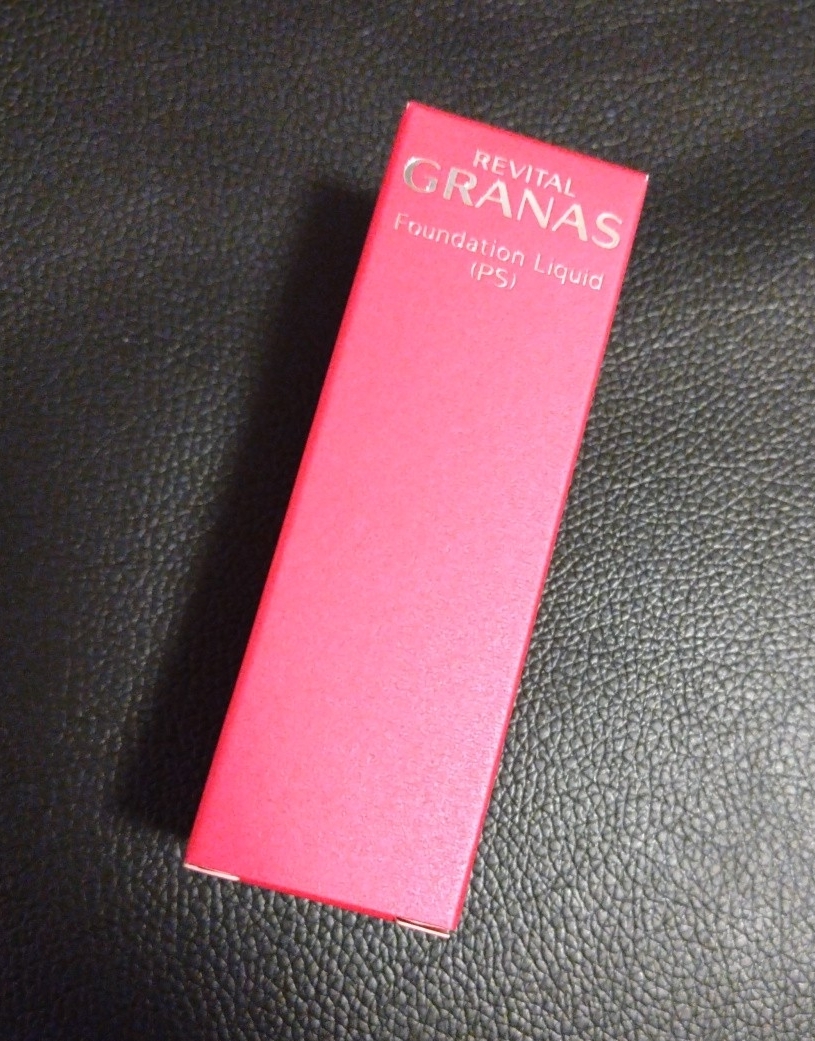 REVITAL
GRANAS
Foundation Liquid
(PS)